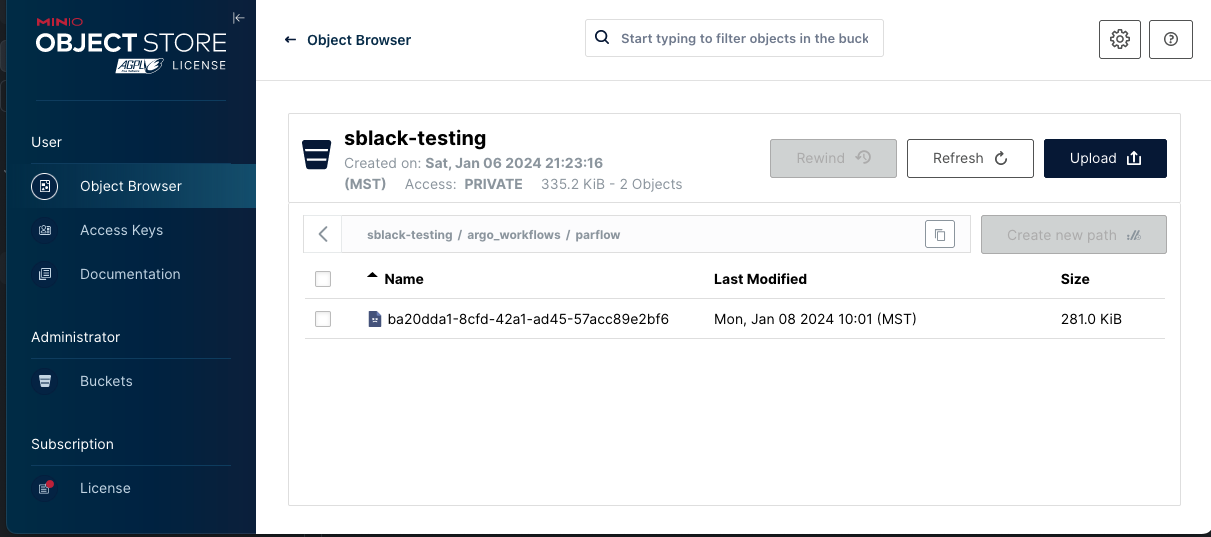 MINIO
OBJECT STORE
AGPLv3 LICENSE
User
Object Browser
Access Keys
Documentation
Administrator
Buckets
Subscription
License
← Object Browser
Start typing to filter objects in the buck
sblack-testing
Created on: Sat, Jan 06 2024 21:23:16
(MST) Access: PRIVATE 335.2 KiB - 2 Objects
Rewind
Refresh
Upload
sblack-testing / argo_workflows / parflow
Create new path
Name Last Modified Size
ba20dda1-8cfd-42a1-ad45-57acc89e2bf6 Mon, Jan 08 2024 10:01 (MST) 281.0 KiB